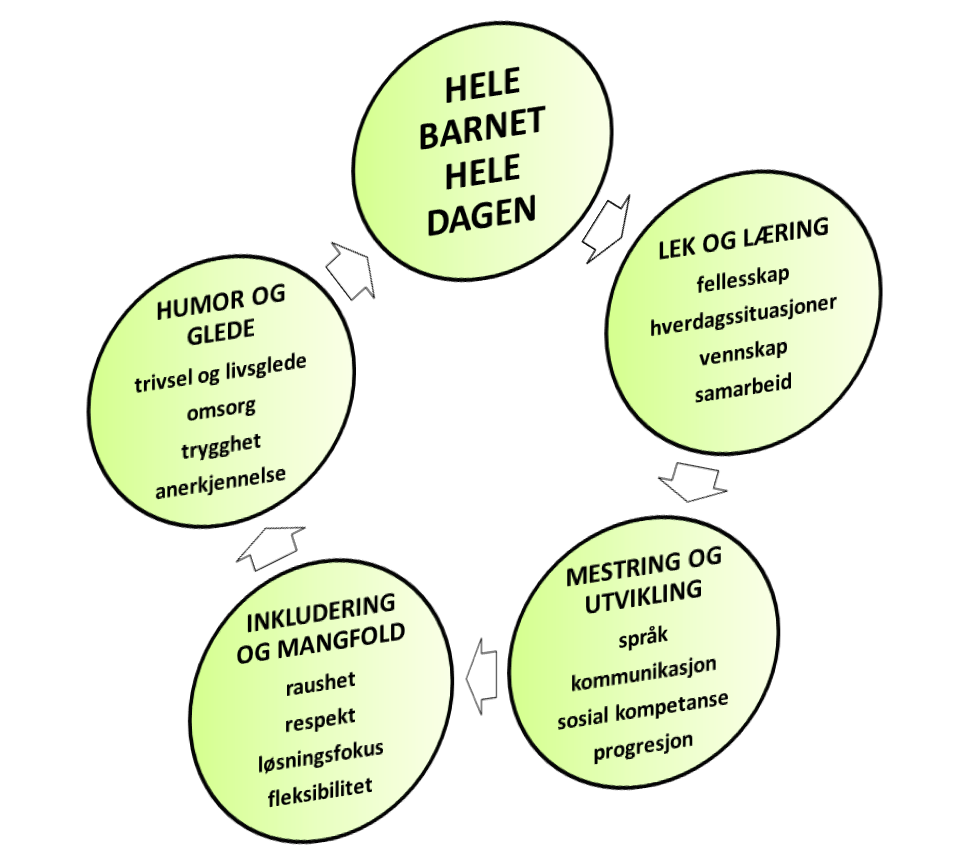 HELE
BARNET
HELE
DAGEN
LEK OG LÆRING
fellesskap
hverdagssituasjoner
vennskap
samarbeid
MESTRING OG
UTVIKLING
språk
kommunikasjon
sosial kompetanse
progresjon
INKLUDERING
OG MANGFOLD
raushet
respekt
løsningsfokus
fleksibilitet
HUMOR OG
GLEDE
trivsel og livsglede
omsorg
trygghet
anerkjennelse